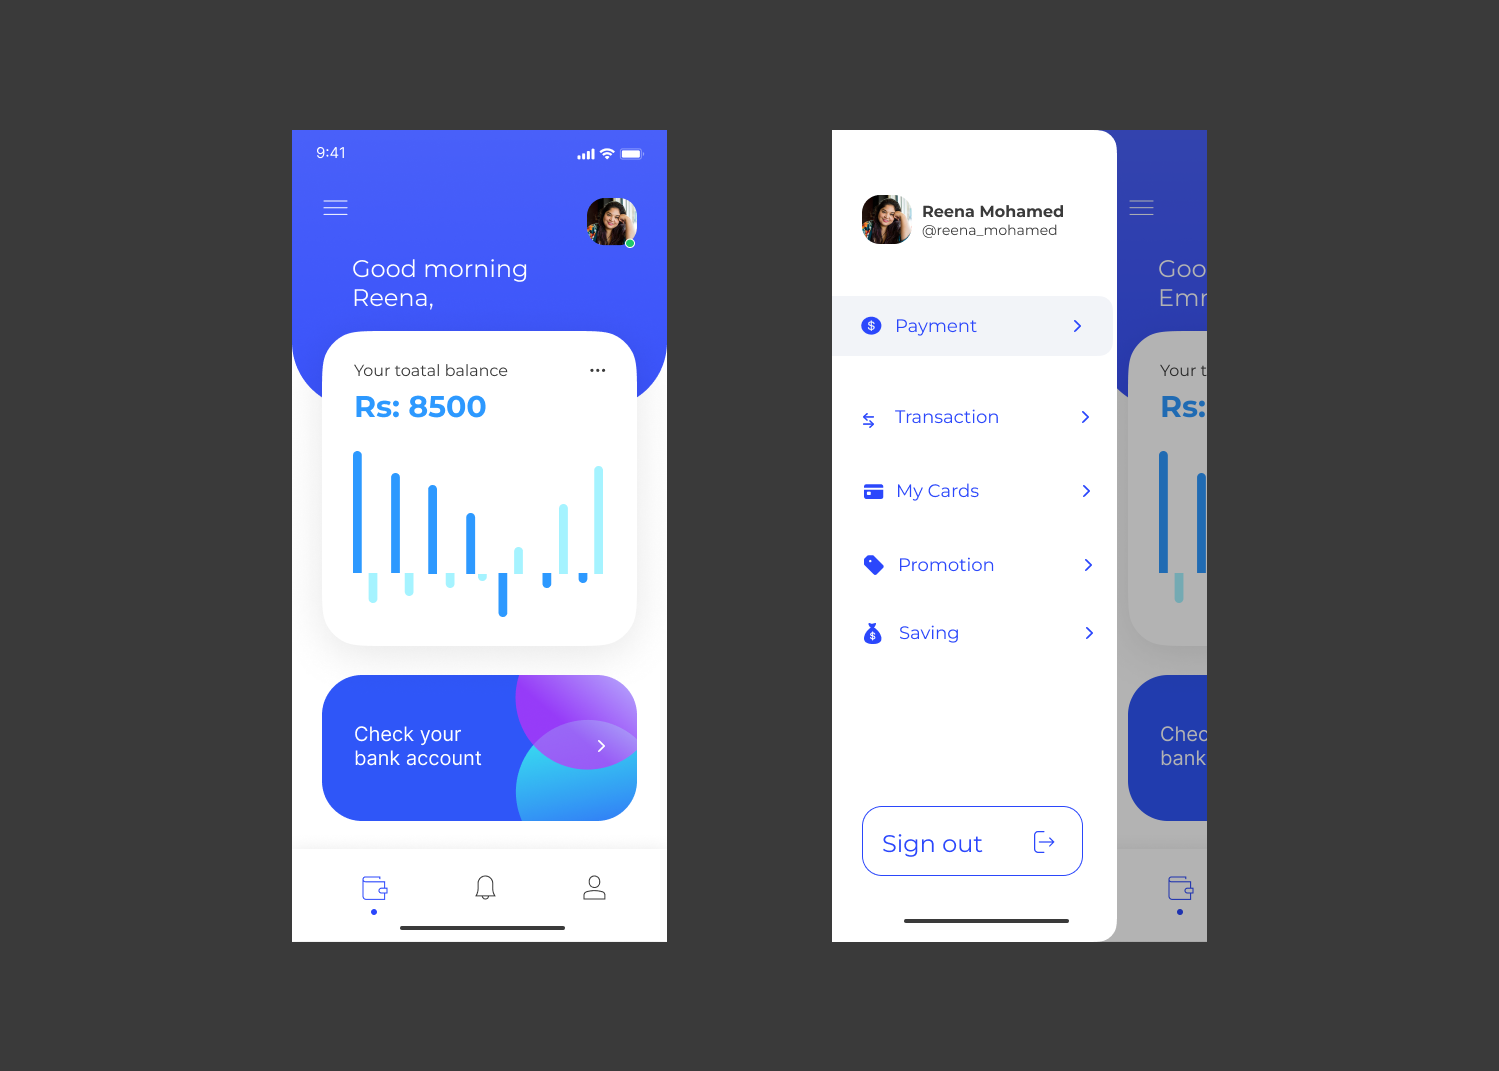 9:41
Good morning
Reena,
Your toatal balance
Rs: 8500
Check your
bank account
Reena Mohamed
@reena_mohamed
$ Payment
Transaction
My Cards
Promotion
$ Saving
Sign out
Goo
Emr
Your t
Rs:
Chec
bank